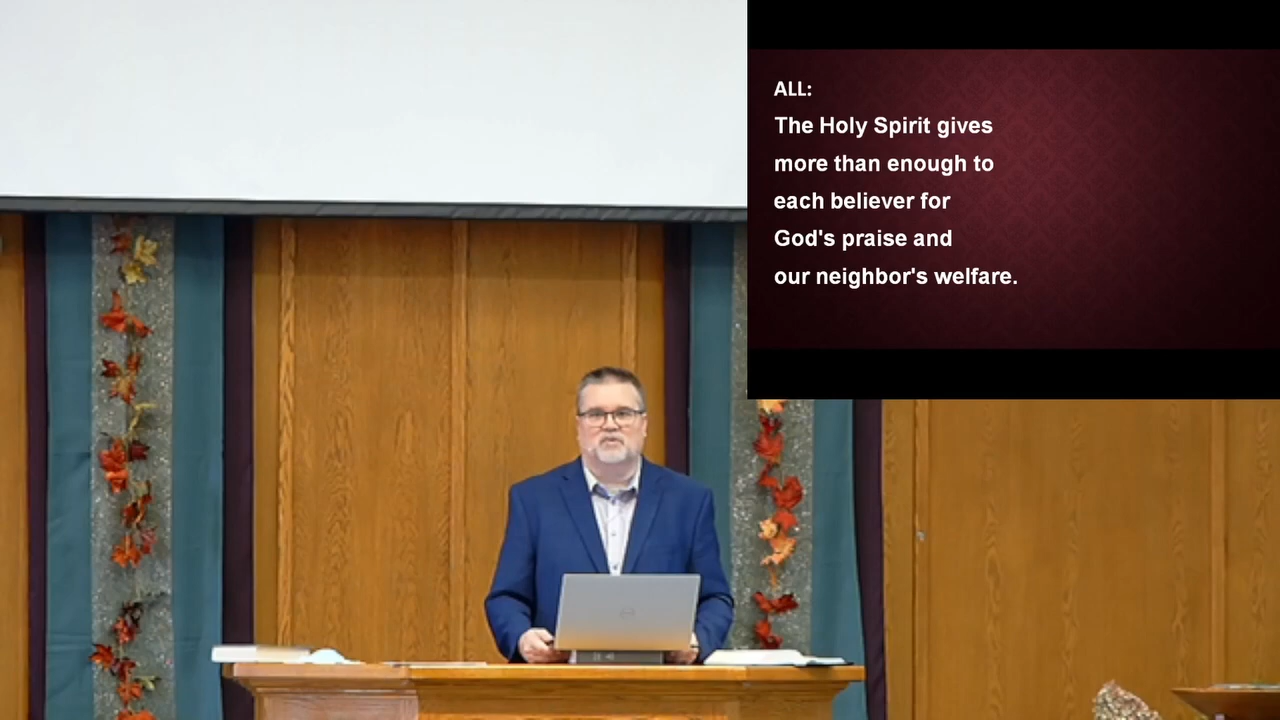 ALL:
The Holy Spirit gives
more than enough to
each believer for
God's praise and
our neighbor's welfare.